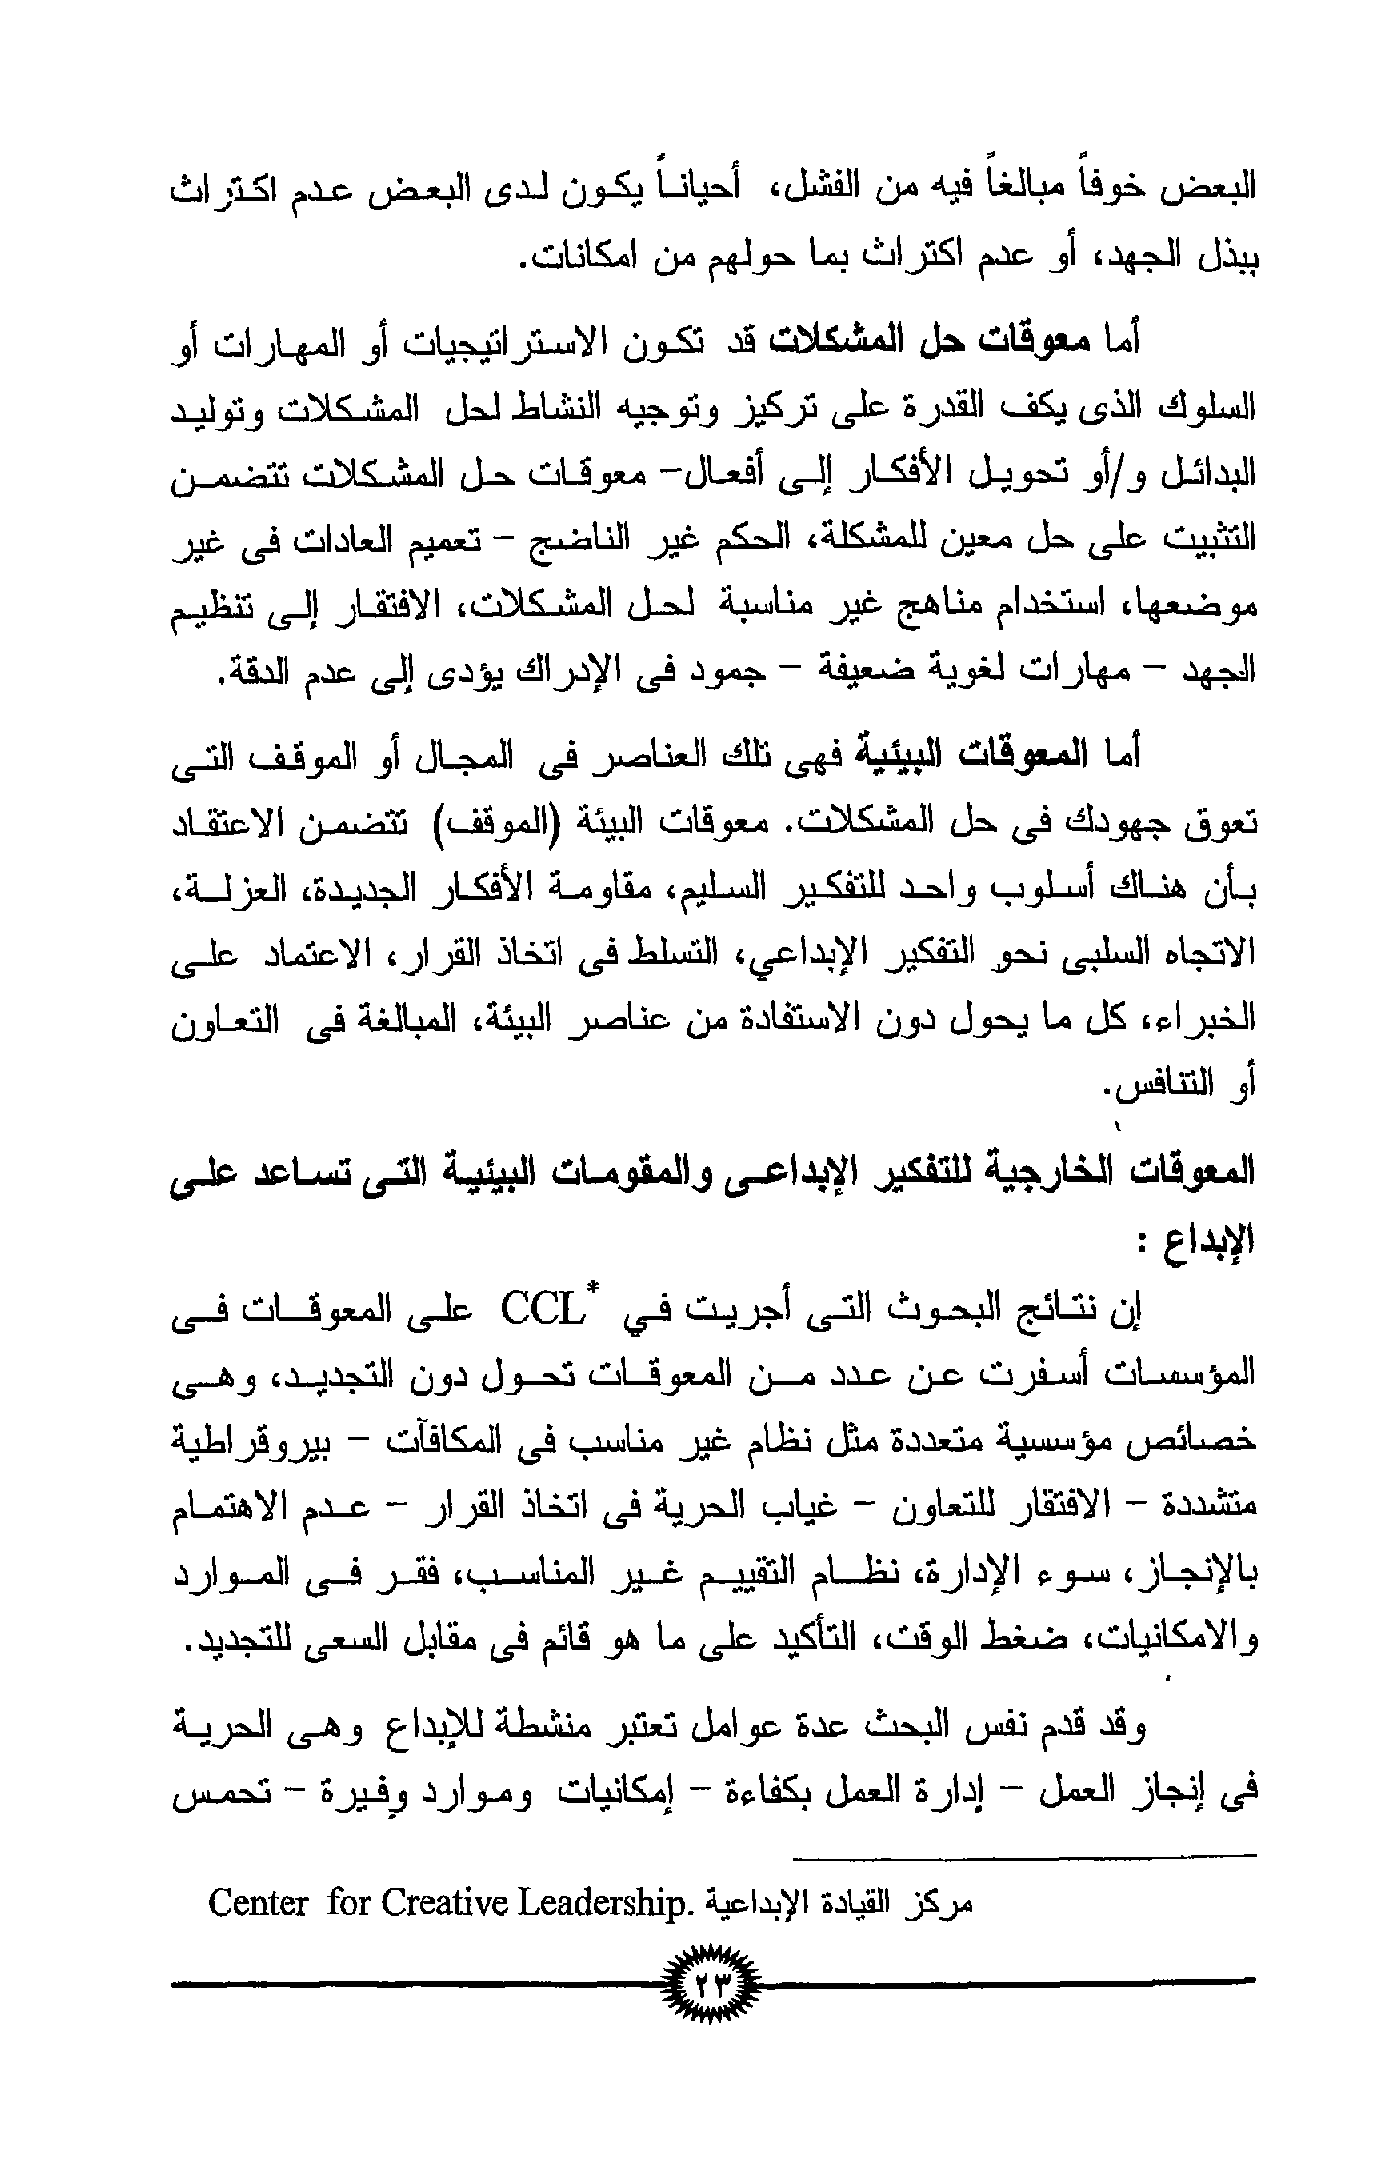 البعض خوفاً مبالغاً فيه من الفشل، أحياناً يكون لدى البعض عدم اكتراث
ببذل الجهد، أو عدم اكتراث بما حولهم من امكانات.
أما معوقات حل المشكلات قد تكون الاستراتيجيات أو المهارات أو
السلوك الذى يكف القدرة على تركيز وتوجيه النشاط لحل المشكلات وتوليد
البدائل و/أو تحويل الأفكار إلى أفعال- معوقات حل المشكلات تتضمن
التثبيت على حل معين للمشكلة، الحكم غير الناضج - تعميم العادات فى غير
موضعها، استخدام مناهج غير مناسبة لحل المشكلات، الافتقار إلى تنظيم
الجهد - مهارات لغوية ضعيفة - جمود فى الإدراك يؤدى إلى عدم الدقة.
أما المعوقات البيئية فهى تلك العناصر فى المجال أو الموقف التى
تعوق جهودك فى حل المشكلات. معوقات البيئة (الموقف) تتضمن الاعتقاد
بأن هناك أسلوب واحد للتفكير السليم، مقاومة الأفكار الجديدة، العزلة،
الاتجاه السلبى نحو التفكير الإبداعي، التسلط فى اتخاذ القرار، الاعتماد على
الخبراء، كل ما يحول دون الاستفادة من عناصر البيئة، المبالغة فى التعاون
أو التنافس.
المعوقات الخارجية للتفكير الإبداعى والمقومات البيئية التى تساعد على
الإبداع :
إن نتائج البحوث التى أجريت في CCL* على المعوقات فى
المؤسسات أسفرت عن عدد من المعوقات تحول دون التجديد، وهى
خصائص مؤسسية متعددة مثل نظام غير مناسب فى المكافآت - بيروقراطية
متشددة - الافتقار للتعاون - غياب الحرية فى اتخاذ القرار - عدم الاهتمام
بالإنجاز، سوء الإدارة، نظام التقييم غير المناسب، فقر فى الموارد
والامكانيات، ضغط الوقت، التأكيد على ما هو قائم فى مقابل السعى للتجديد.
وقد قدم نفس البحث عدة عوامل تعتبر منشطة للإبداع وهى الحرية
فى إنجاز العمل - إدارة العمل بكفاءة - إمكانيات وموارد وفيرة - تحمس
مركز القيادة الإبداعية Center for Creative Leadership.
٢٣